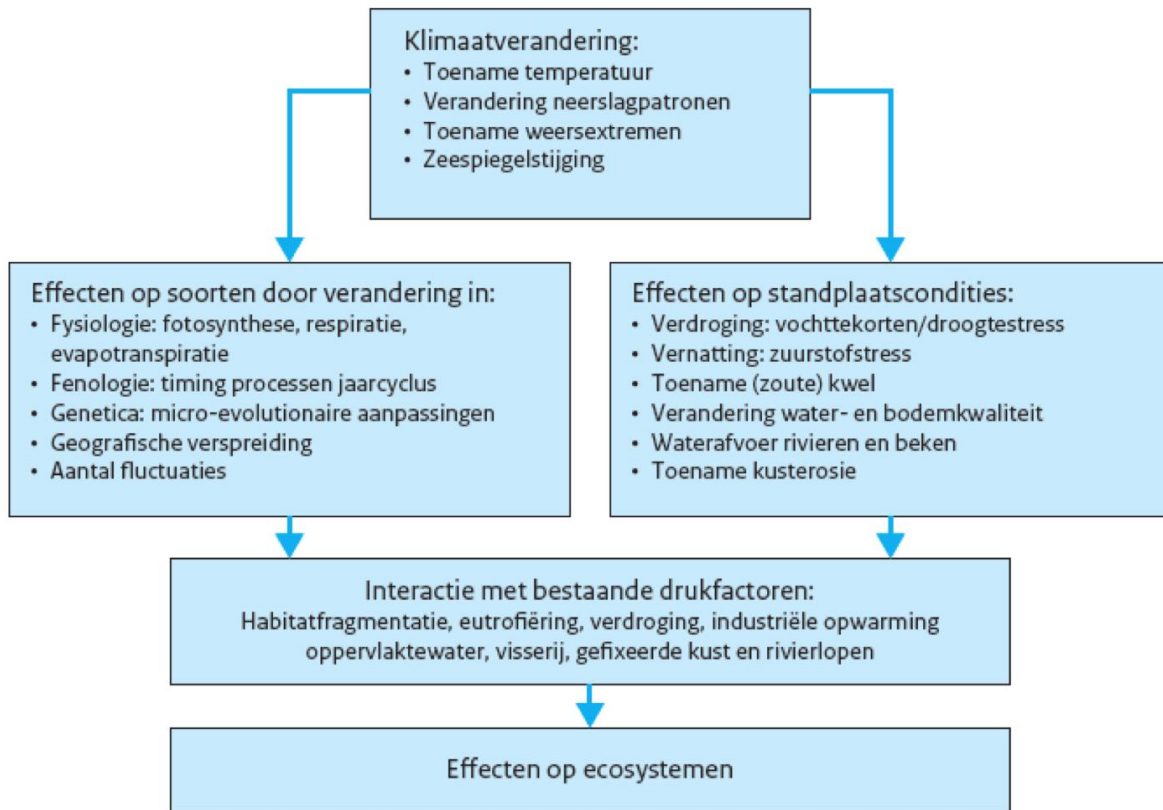 Klimaatverandering:
• Toename temperatuur
• Verandering neerslagpatronen
• Toename weersextremen
• Zeespiegelstijging
Effecten op soorten door verandering in:
• Fysiologie: fotosynthese, respiratie,
evapotranspiratie
• Fenologie: timing processen jaarcyclus
• Genetica: micro-evolutionaire aanpassingen
• Geografische verspreiding
• Aantal fluctuaties
Effecten op standplaatscondities:
• Verdroging: vochttekorten/droogtestress
• Vernatting: zuurstofstress
• Toename (zoute) kwel
• Verandering water- en bodemkwaliteit
• Waterafvoer rivieren en beken
• Toename kusterosie
Interactie met bestaande drukfactoren:
Habitatfragmentatie, eutrofiëring, verdroging, industriële opwarming
oppervlaktewater, visserij, gefixeerde kust en rivierlopen
Effecten op ecosystemen